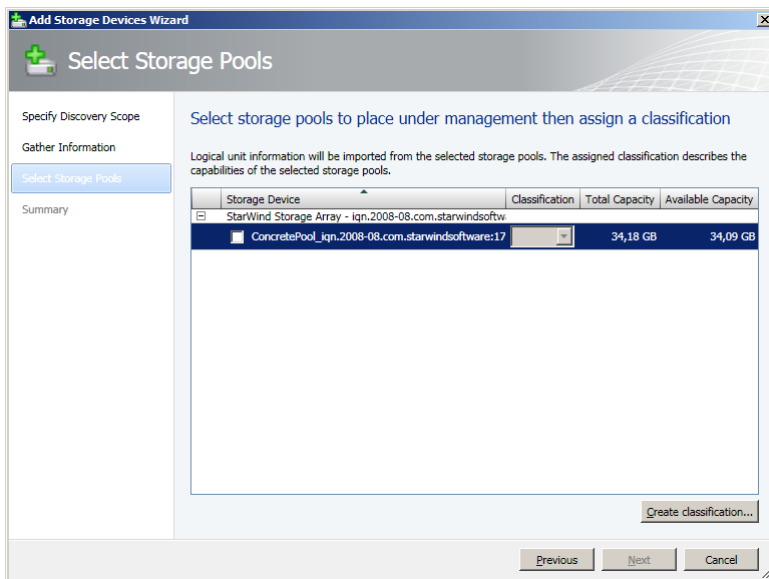 Add Storage Devices Wizard
Select Storage Pools
Specify Discovery Scope
Gather Information
Select Storage Pools
Summary
Select storage pools to place under management then assign a classification
Logical unit information will be imported from the selected storage pools. The assigned classification describes the
capabilities of the selected storage pools.
Storage Device Classification Total Capacity Available Capacity
StarWind Storage Array - iqn.2008-08.com.starwindsoftw
ConcretePool_iqn.2008-08.com.starwindsoftware:17 34,18 GB 34,09 GB
Create classification...
Previous Next Cancel